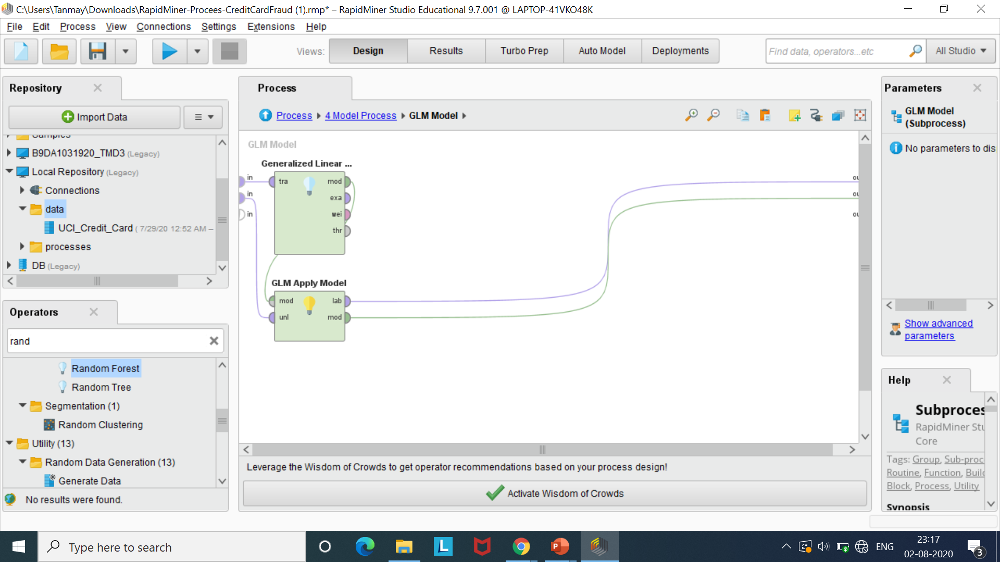 C:\Users\Tanmay\Downloads\RapidMiner-Procees-CreditCardFraud (1).rmp* – RapidMiner Studio Educational 9.7.001 @ LAPTOP-41VKO48K
File Edit Process View Connections Settings Extensions Help
Views: Design Results Turbo Prep Auto Model Deployments
Find data, operators...etc
All Studio
Repository
Import Data
Samples
B9DA1031920_TMD3 (Legacy)
Local Repository (Legacy)
Connections
data
UCI_Credit_Card ( 7/29/20 12:52 AM –
processes
DB (Legacy)
Operators
rand
Random Forest
Random Tree
Segmentation (1)
Random Clustering
Utility (13)
Random Data Generation (13)
Generate Data
No results were found.
Process
Process 4 Model Process GLM Model
GLM Model
Generalized Linear ...
in
in
in
tra
mod
exa
wei
thr
GLM Apply Model
mod
unl
lab
mod
ou
ou
ou
Leverage the Wisdom of Crowds to get operator recommendations based on your process design!
Activate Wisdom of Crowds
Parameters
GLM Model
(Subprocess)
No parameters to dis
Show advanced
parameters
Help
Subproces
RapidMiner Stu
Core
Tags: Group, Sub-proc
Routine, Function, Build
Block, Process, Utility
Synopsis
Type here to search
L
P
ENG
23:17
02-08-2020
3